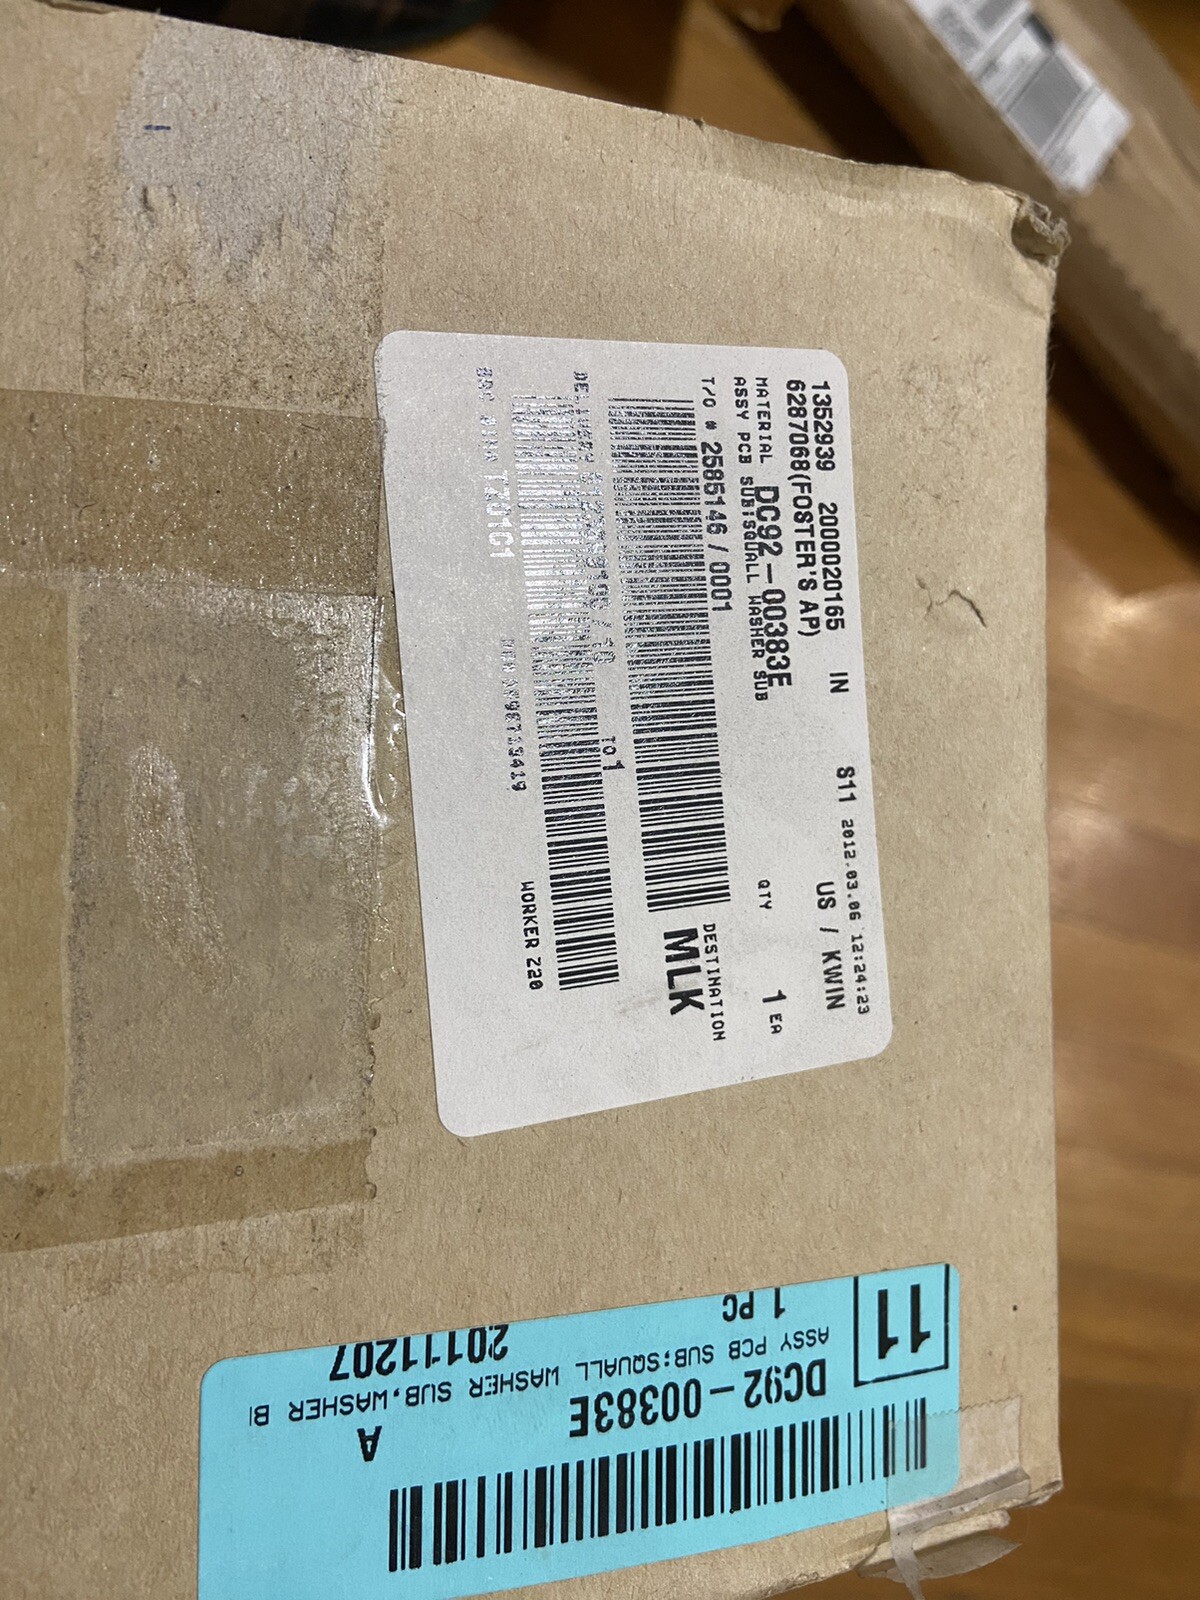 1352939 2000020165 IN S11 2012.03.06 12:24:23
6287068(FOSTER'S AP) US / KWIN
MATERIAL DC92-00383E QTY 1 EA
ASSY PCB SUB:SQUALL WASHER SUB
T/O # 2585146 / 0001 DESTINATION
MLK
TO1
WORKER 220
11
1 PC
20111207
ASSY PCB SUB:SQUALL WASHER SUB,WASHER
DC92-00383E
A